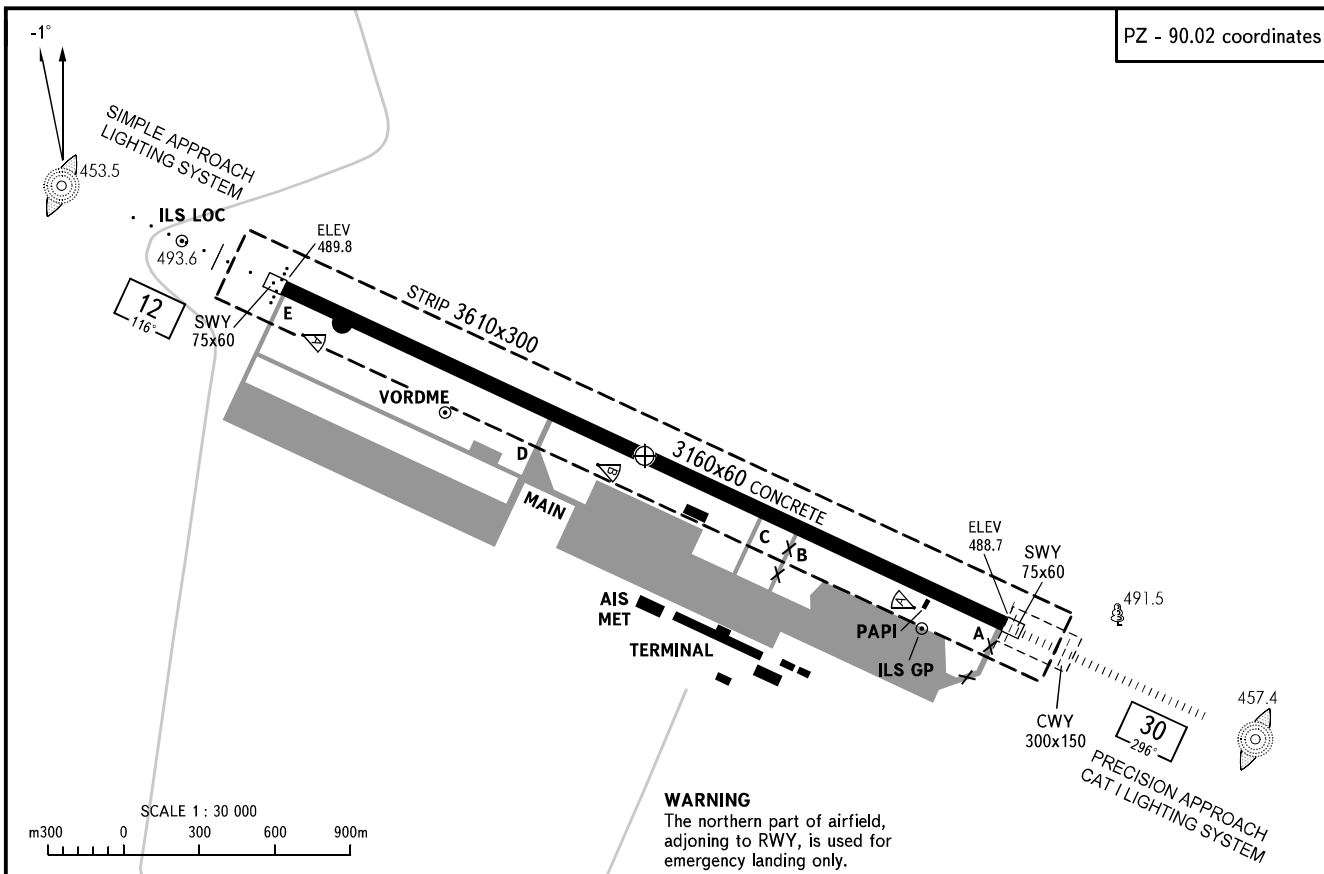 PZ - 90.02 coordinates
-1°
SIMPLE APPROACH
LIGHTING SYSTEM
453.5
ILS LOC
493.6
ELEV
489.8
12
116°
SWY
75x60
E
A
STRIP 3610x300
VORDME
D
B
3160x60 CONCRETE
MAIN
C
B
ELEV
488.7
SWY
75x60
491.5
AIS
MET
TERMINAL
A
PAPI
A
ILS GP
457.4
CWY
300x150
30
296°
PRECISION APPROACH
CAT I LIGHTING SYSTEM
SCALE 1 : 30 000
m300 0 300 600 900m
WARNING
The northern part of airfield,
adjoining to RWY, is used for
emergency landing only.